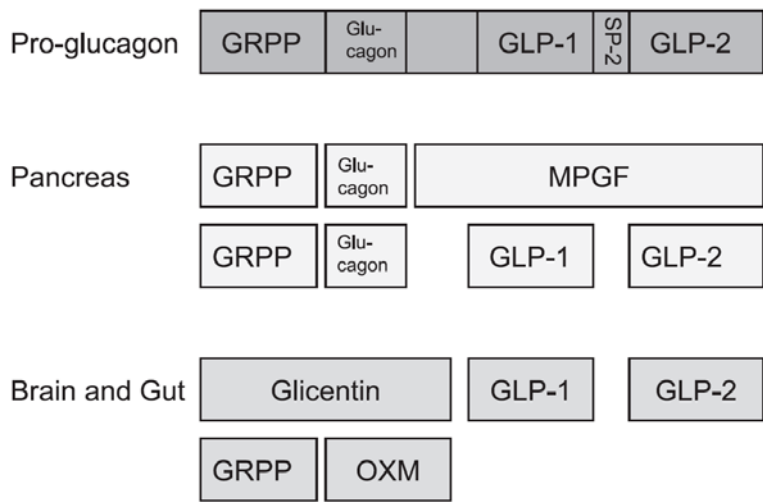 Pro-glucagon GRPP Glu-cagon GLP-1 SP-2 GLP-2
Pancreas GRPP Glu-cagon MPGF
GRPP Glu-cagon GLP-1 GLP-2
Brain and Gut Glicentin GLP-1 GLP-2
GRPP OXM